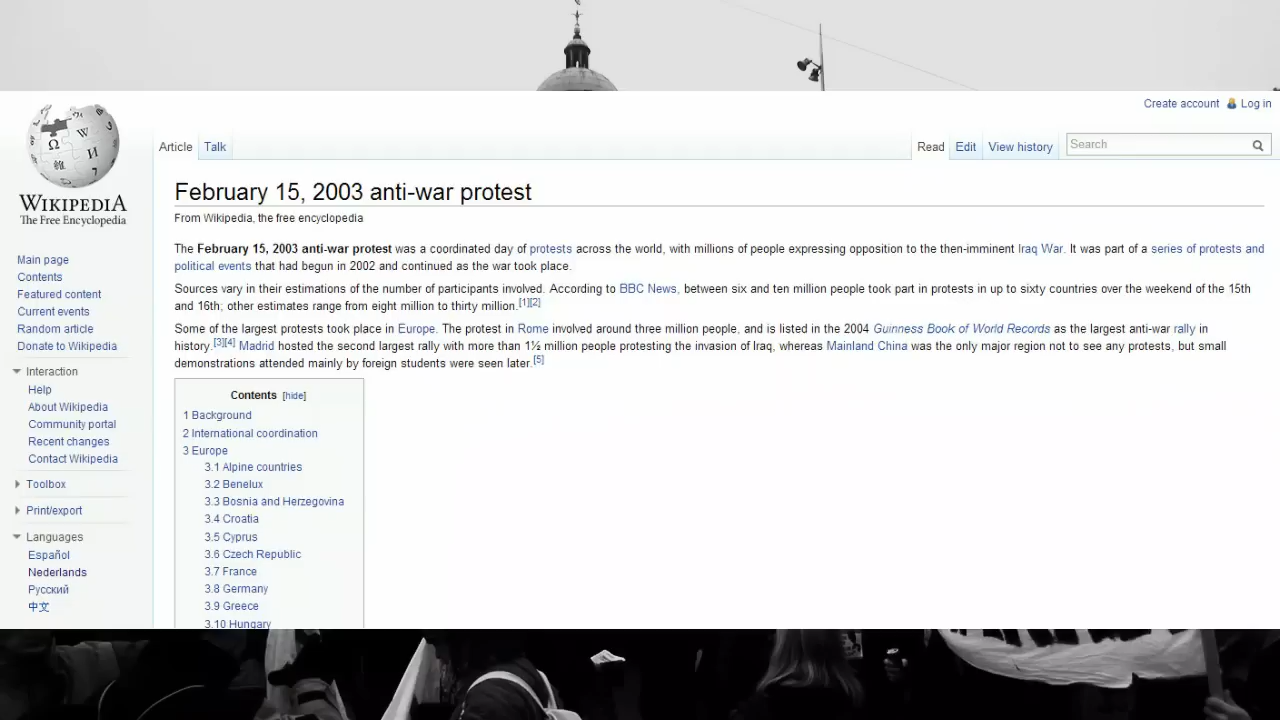 Create account Log in
Article Talk Read Edit View history Search
WIKIPEDIA
The Free Encyclopedia
February 15, 2003 anti-war protest
From Wikipedia, the free encyclopedia
The February 15, 2003 anti-war protest was a coordinated day of protests across the world, with millions of people expressing opposition to the then-imminent Iraq War. It was part of a series of protests and
political events that had begun in 2002 and continued as the war took place.
Sources vary in their estimations of the number of participants involved. According to BBC News, between six and ten million people took part in protests in up to sixty countries over the weekend of the 15th
and 16th; other estimates range from eight million to thirty million.[1][2]
Some of the largest protests took place in Europe. The protest in Rome involved around three million people, and is listed in the 2004 Guinness Book of World Records as the largest anti-war rally in
history.[3][4] Madrid hosted the second largest rally with more than 1½ million people protesting the invasion of Iraq, whereas Mainland China was the only major region not to see any protests, but small
demonstrations attended mainly by foreign students were seen later.[5]
Contents [hide]
1 Background
2 International coordination
3 Europe
3.1 Alpine countries
3.2 Benelux
3.3 Bosnia and Herzegovina
3.4 Croatia
3.5 Cyprus
3.6 Czech Republic
3.7 France
3.8 Germany
3.9 Greece
3.10 Hungary
Main page
Contents
Featured content
Current events
Random article
Donate to Wikipedia
Interaction
Help
About Wikipedia
Community portal
Recent changes
Contact Wikipedia
Toolbox
Print/export
Languages
Español
Nederlands
Русский
中文